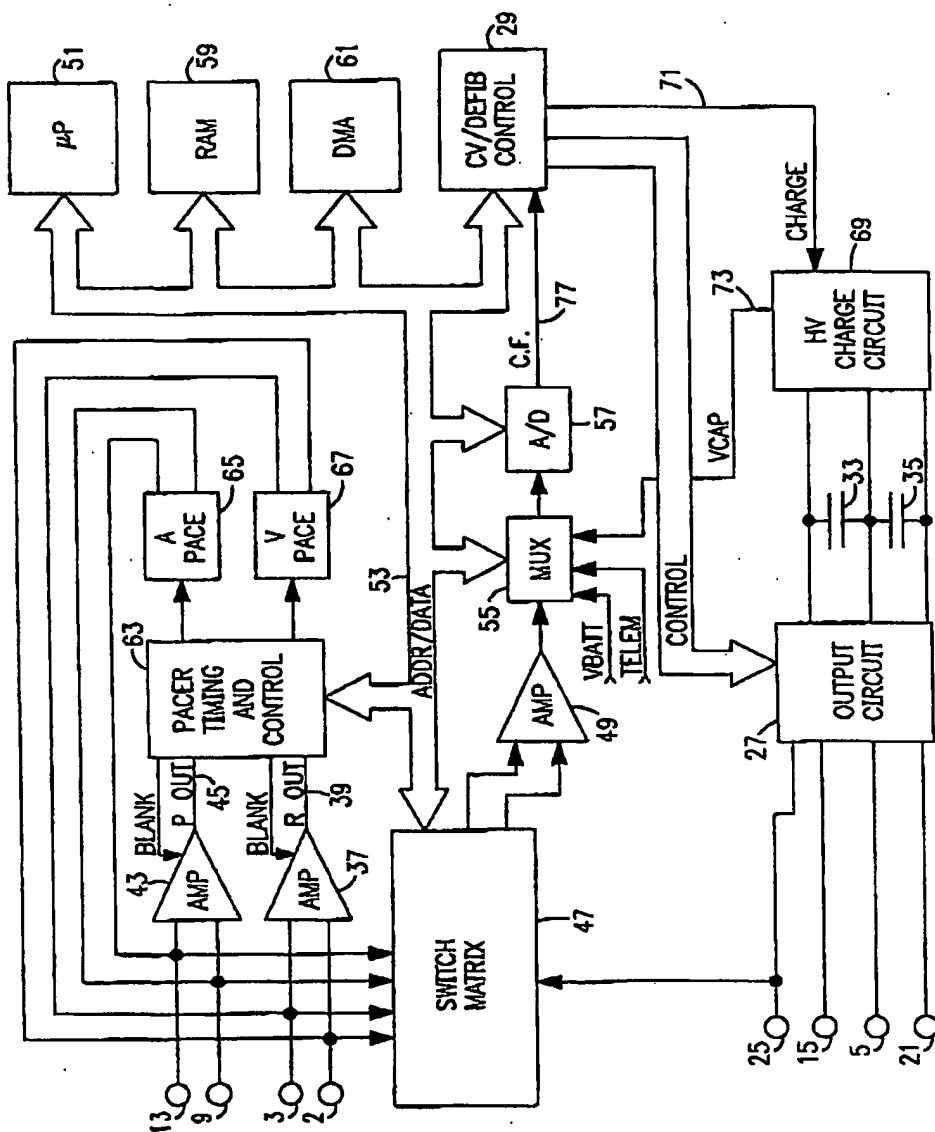 51
µP
59
RAM
61
DMA
29
CV/DEFIB
CONTROL
71
CHARGE
63
PACER
TIMING
AND
CONTROL
65
A
PACE
67
V
PACE
53
ADDR/DATA
BLANK
P OUT
45
43
AMP
BLANK
R OUT
39
AMP
37
13
9
3
2
SWITCH
MATRIX
47
AMP
49
55
MUX
A/D
57
C.F.
77
VBATT
TELEM
CONTROL
VCAP
73
HV
CHARGE
CIRCUIT
69
33
35
27
OUTPUT
CIRCUIT
25
15
5
21